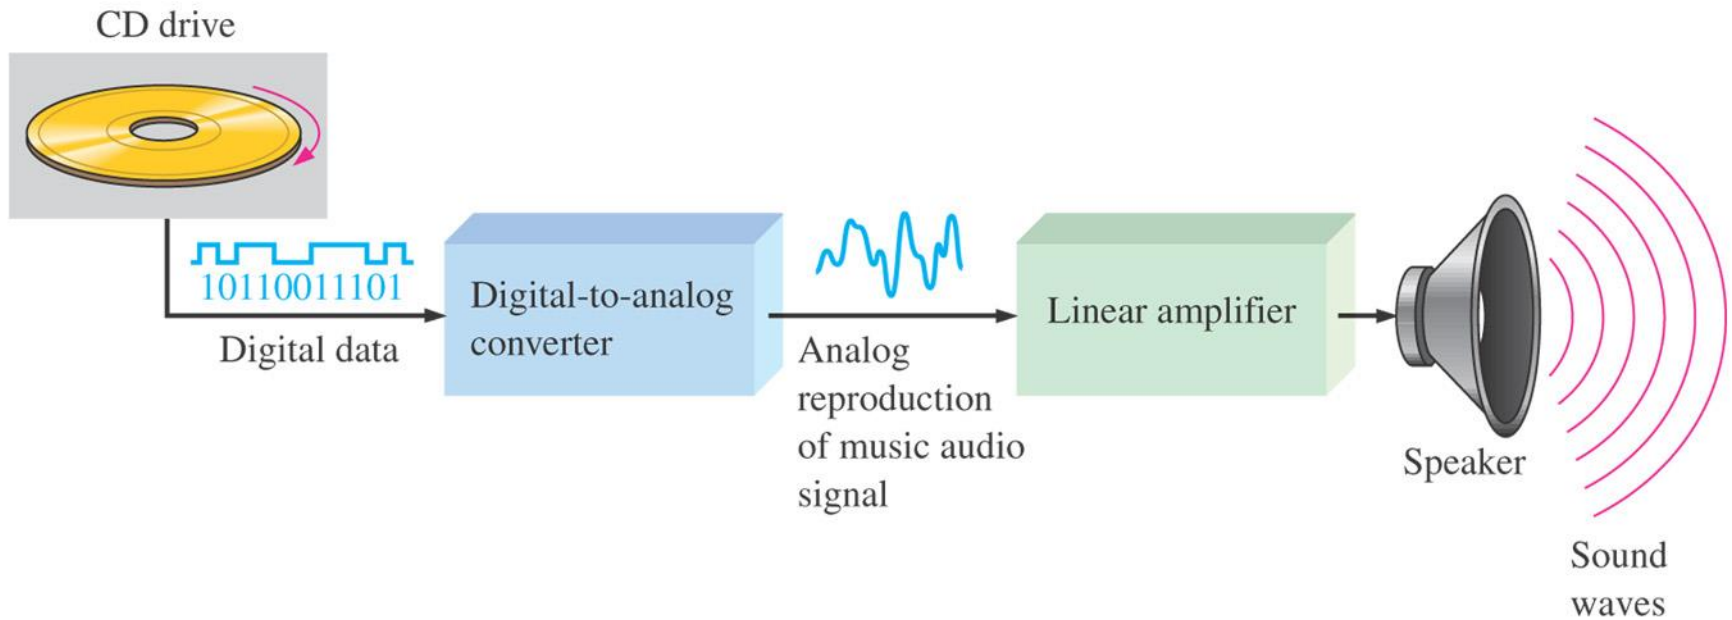 CD drive
10110011101
Digital data
Digital-to-analog
converter
Analog
reproduction
of music audio
signal
Linear amplifier
Speaker
Sound
waves